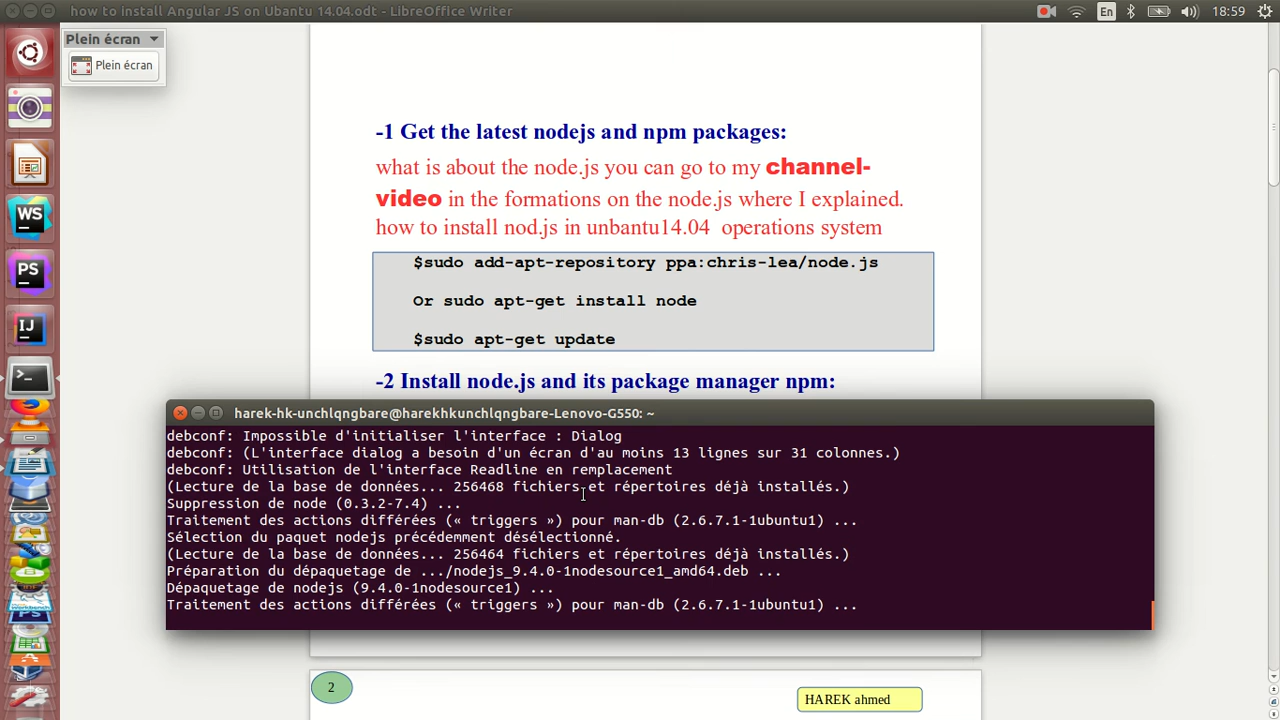 how to install Angular JS on Ubantu 14.04.odt - LibreOffice Writer
En
18:59
Plein écran
Plein écran
-1 Get the latest nodejs and npm packages:
what is about the node.js you can go to my channel-
video in the formations on the node.js where I explained.
how to install nod.js in unbantu14.04 operations system
$sudo add-apt-repository ppa:chris-lea/node.js
Or sudo apt-get install node
$sudo apt-get update
-2 Install node.js and its package manager npm:
WS
PS
IJ
>_
harek-hk-unchlqngbare@harekhkunchlqngbare-Lenovo-G550: ~
debconf: Impossible d'initialiser l'interface : Dialog
debconf: (L'interface dialog a besoin d'un écran d'au moins 13 lignes sur 31 colonnes.)
debconf: Utilisation de l'interface Readline en remplacement
(Lecture de la base de données... 256468 fichiers et répertoires déjà installés.)
Suppression de node (0.3.2-7.4) ...
Traitement des actions différées (« triggers ») pour man-db (2.6.7.1-1ubuntu1) ...
Sélection du paquet nodejs précédemment désélectionné.
(Lecture de la base de données... 256464 fichiers et répertoires déjà installés.)
Préparation du dépaquetage de .../nodejs_9.4.0-1nodesource1_amd64.deb ...
Dépaquetage de nodejs (9.4.0-1nodesource1) ...
Traitement des actions différées (« triggers ») pour man-db (2.6.7.1-1ubuntu1) ...
2
HAREK ahmed